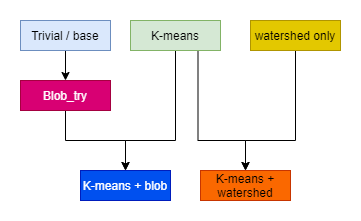 Trivial / base
K-means
watershed only
Blob_try
K-means + blob
K-means +
watershed